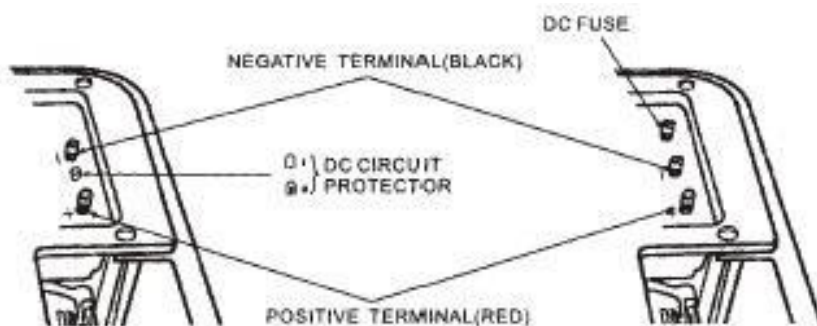 DC FUSE
NEGATIVE TERMINAL(BLACK)
DC CIRCUIT
PROTECTOR
POSITIVE TERMINAL(RED)